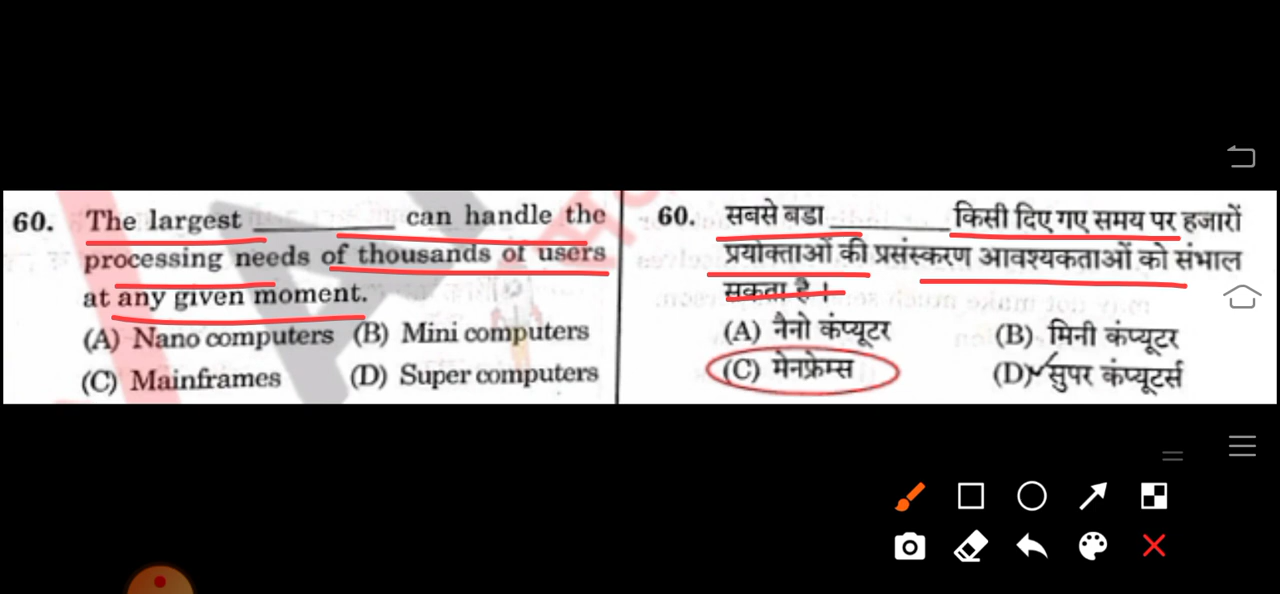 60. The largest ________ can handle the
processing needs of thousands of users
at any given moment.
(A) Nano computers (B) Mini computers
(C) Mainframes (D) Super computers
60. सबसे बडा ________ किसी दिए गए समय पर हजारों
प्रयोक्ताओं की प्रसंस्करण आवश्यकताओं को संभाल
सकता है ।
(A) नैनो कंप्यूटर (B) मिनी कंप्यूटर
(C) मेनफ्रेम्स (D) सुपर कंप्यूटर्स